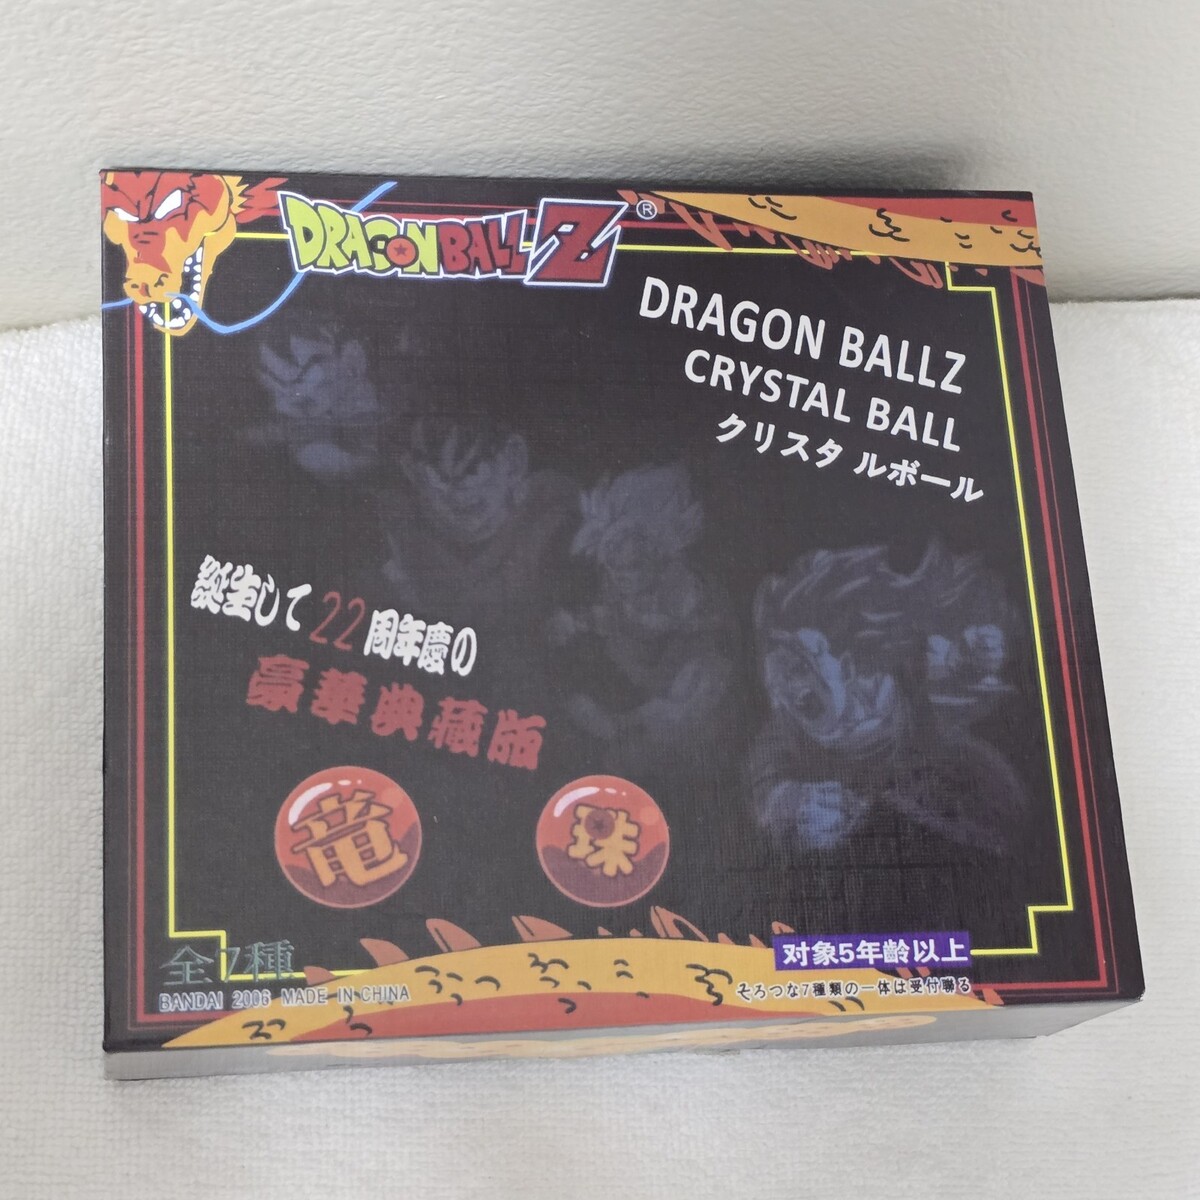 DRAGONBALLZ®
DRAGON BALLZ
CRYSTAL BALL
クリスタ ルボール
誕生して22周年慶の
豪華典藏版
竜 珠
全7種
BANDAI 2006 MADE IN CHINA
対象5年齢以上
そろつな7種類の一体は受付聯る